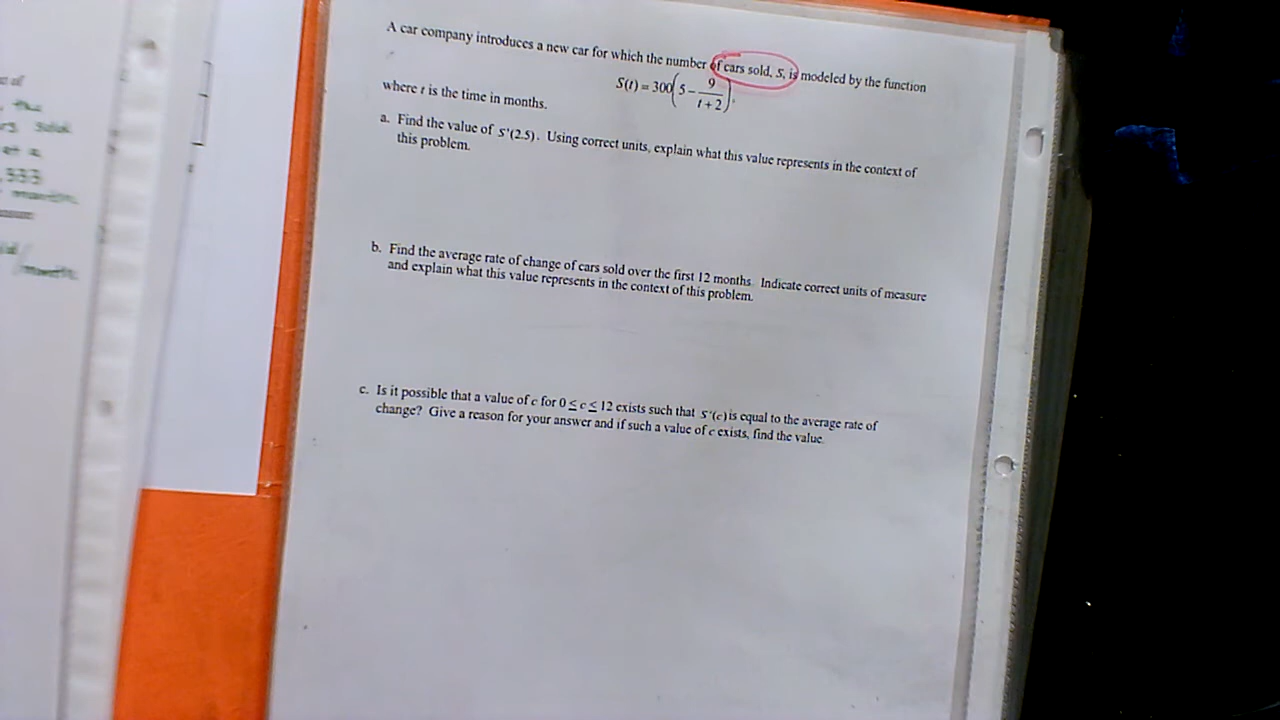 A car company introduces a new car for which the number of cars sold, S, is modeled by the function
S(t) = 300(5 - 9/(t + 2)),
where t is the time in months.
a. Find the value of S'(2.5). Using correct units, explain what this value represents in the context of
this problem.
b. Find the average rate of change of cars sold over the first 12 months. Indicate correct units of measure
and explain what this value represents in the context of this problem.
c. Is it possible that a value of c for 0 ≤ c ≤ 12 exists such that S'(c) is equal to the average rate of
change? Give a reason for your answer and if such a value of c exists, find the value.
of
the
sold
333
month